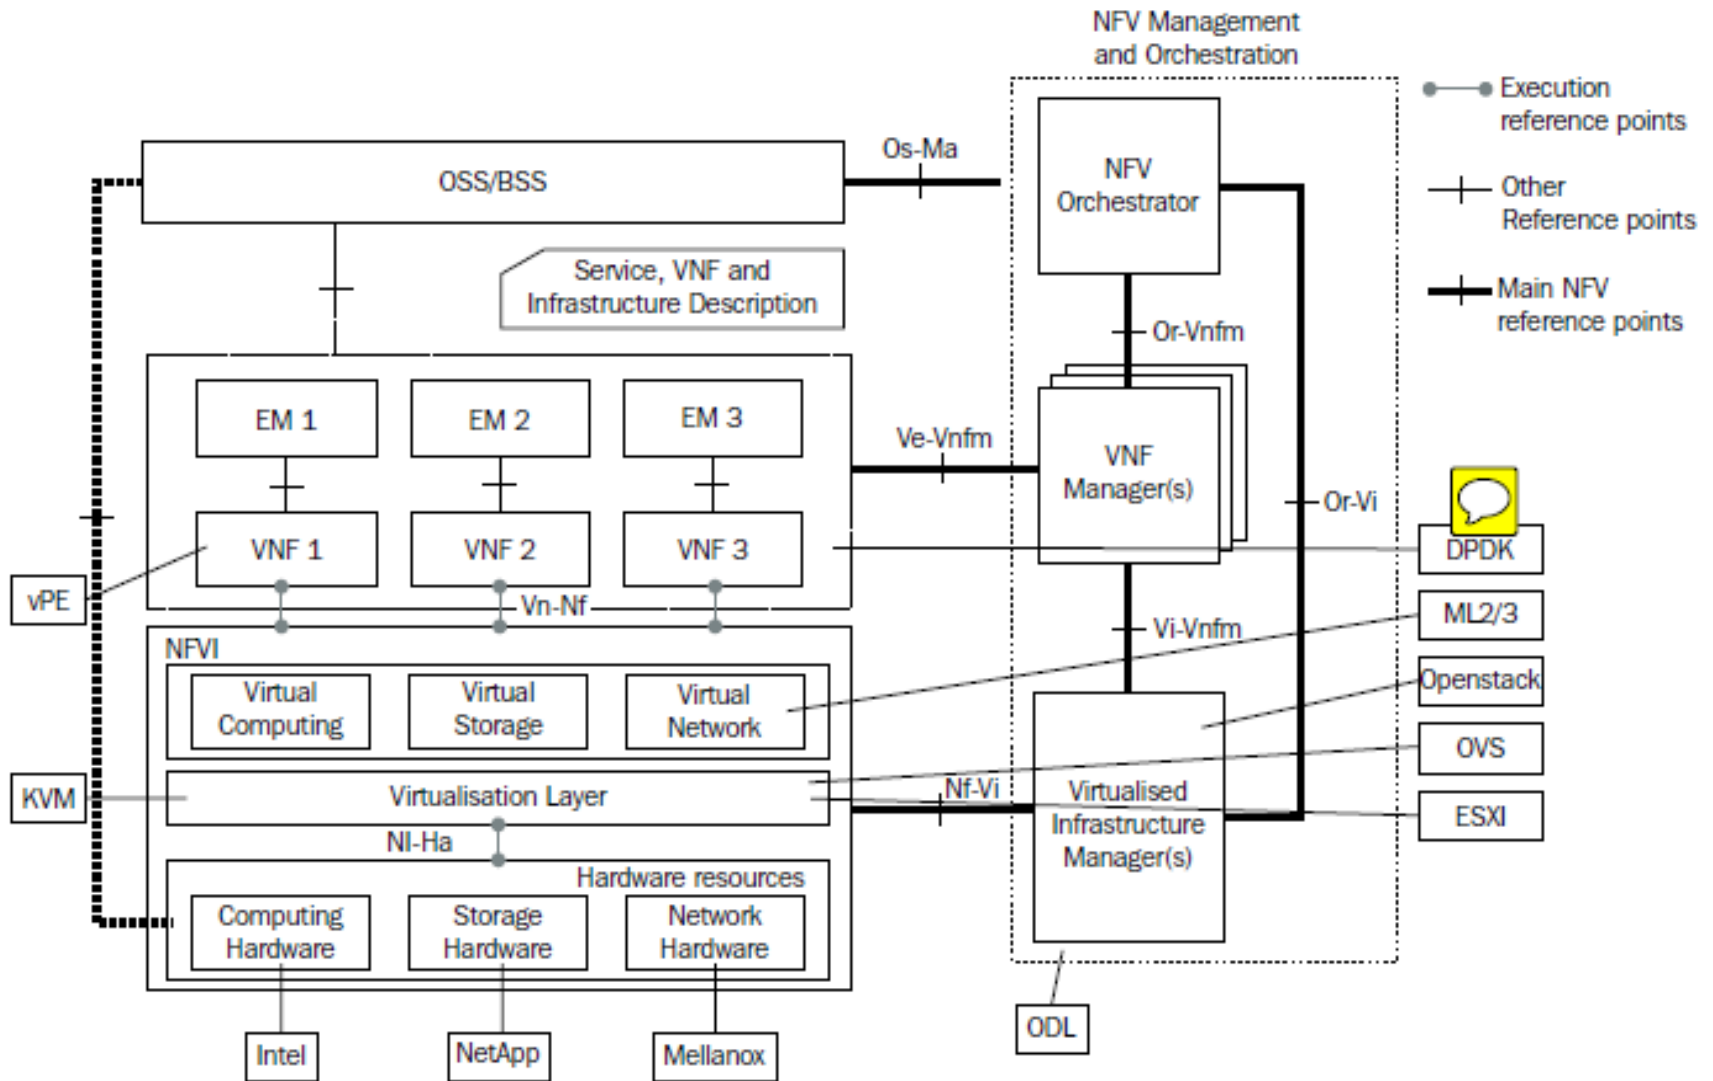 NFV Management
and Orchestration
Execution
reference points
Os-Ma
OSS/BSS
NFV
Orchestrator
Other
Reference points
Service, VNF and
Infrastructure Description
Main NFV
reference points
Or-Vnfm
EM 1
EM 2
EM 3
Ve-Vnfm
VNF
Manager(s)
Or-Vi
VNF 1
VNF 2
VNF 3
DPDK
vPE
Vn-Nf
ML2/3
Vi-Vnfm
NFVI
Virtual
Computing
Virtual
Storage
Virtual
Network
Openstack
OVS
KVM
Virtualisation Layer
Nf-Vi
Virtualised
Infrastructure
Manager(s)
ESXI
NI-Ha
Hardware resources
Computing
Hardware
Storage
Hardware
Network
Hardware
ODL
Intel
NetApp
Mellanox